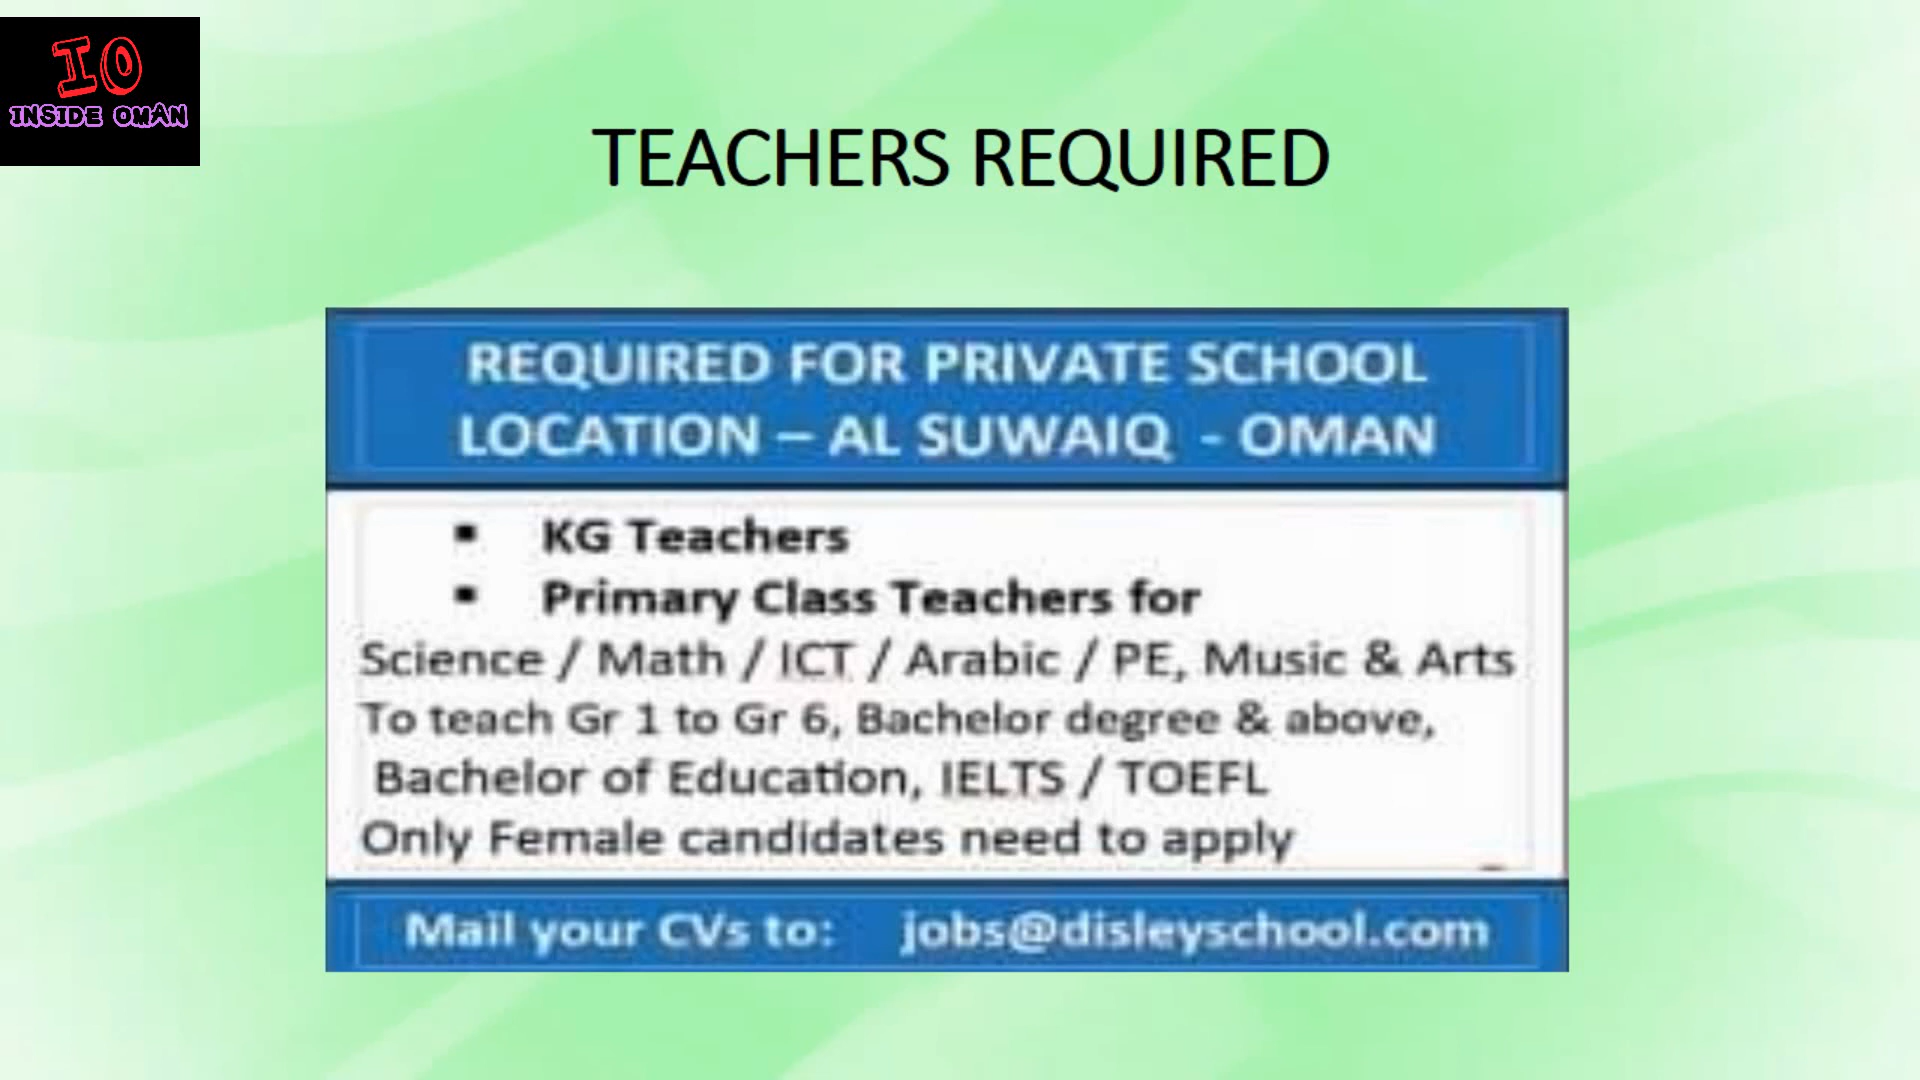 IO
INSIDE OMAN
TEACHERS REQUIRED
REQUIRED FOR PRIVATE SCHOOL
LOCATION – AL SUWAIQ - OMAN
▪ KG Teachers
▪ Primary Class Teachers for
Science / Math / ICT / Arabic / PE, Music & Arts
To teach Gr 1 to Gr 6, Bachelor degree & above,
Bachelor of Education, IELTS / TOEFL
Only Female candidates need to apply
Mail your CVs to: jobs@disleyschool.com